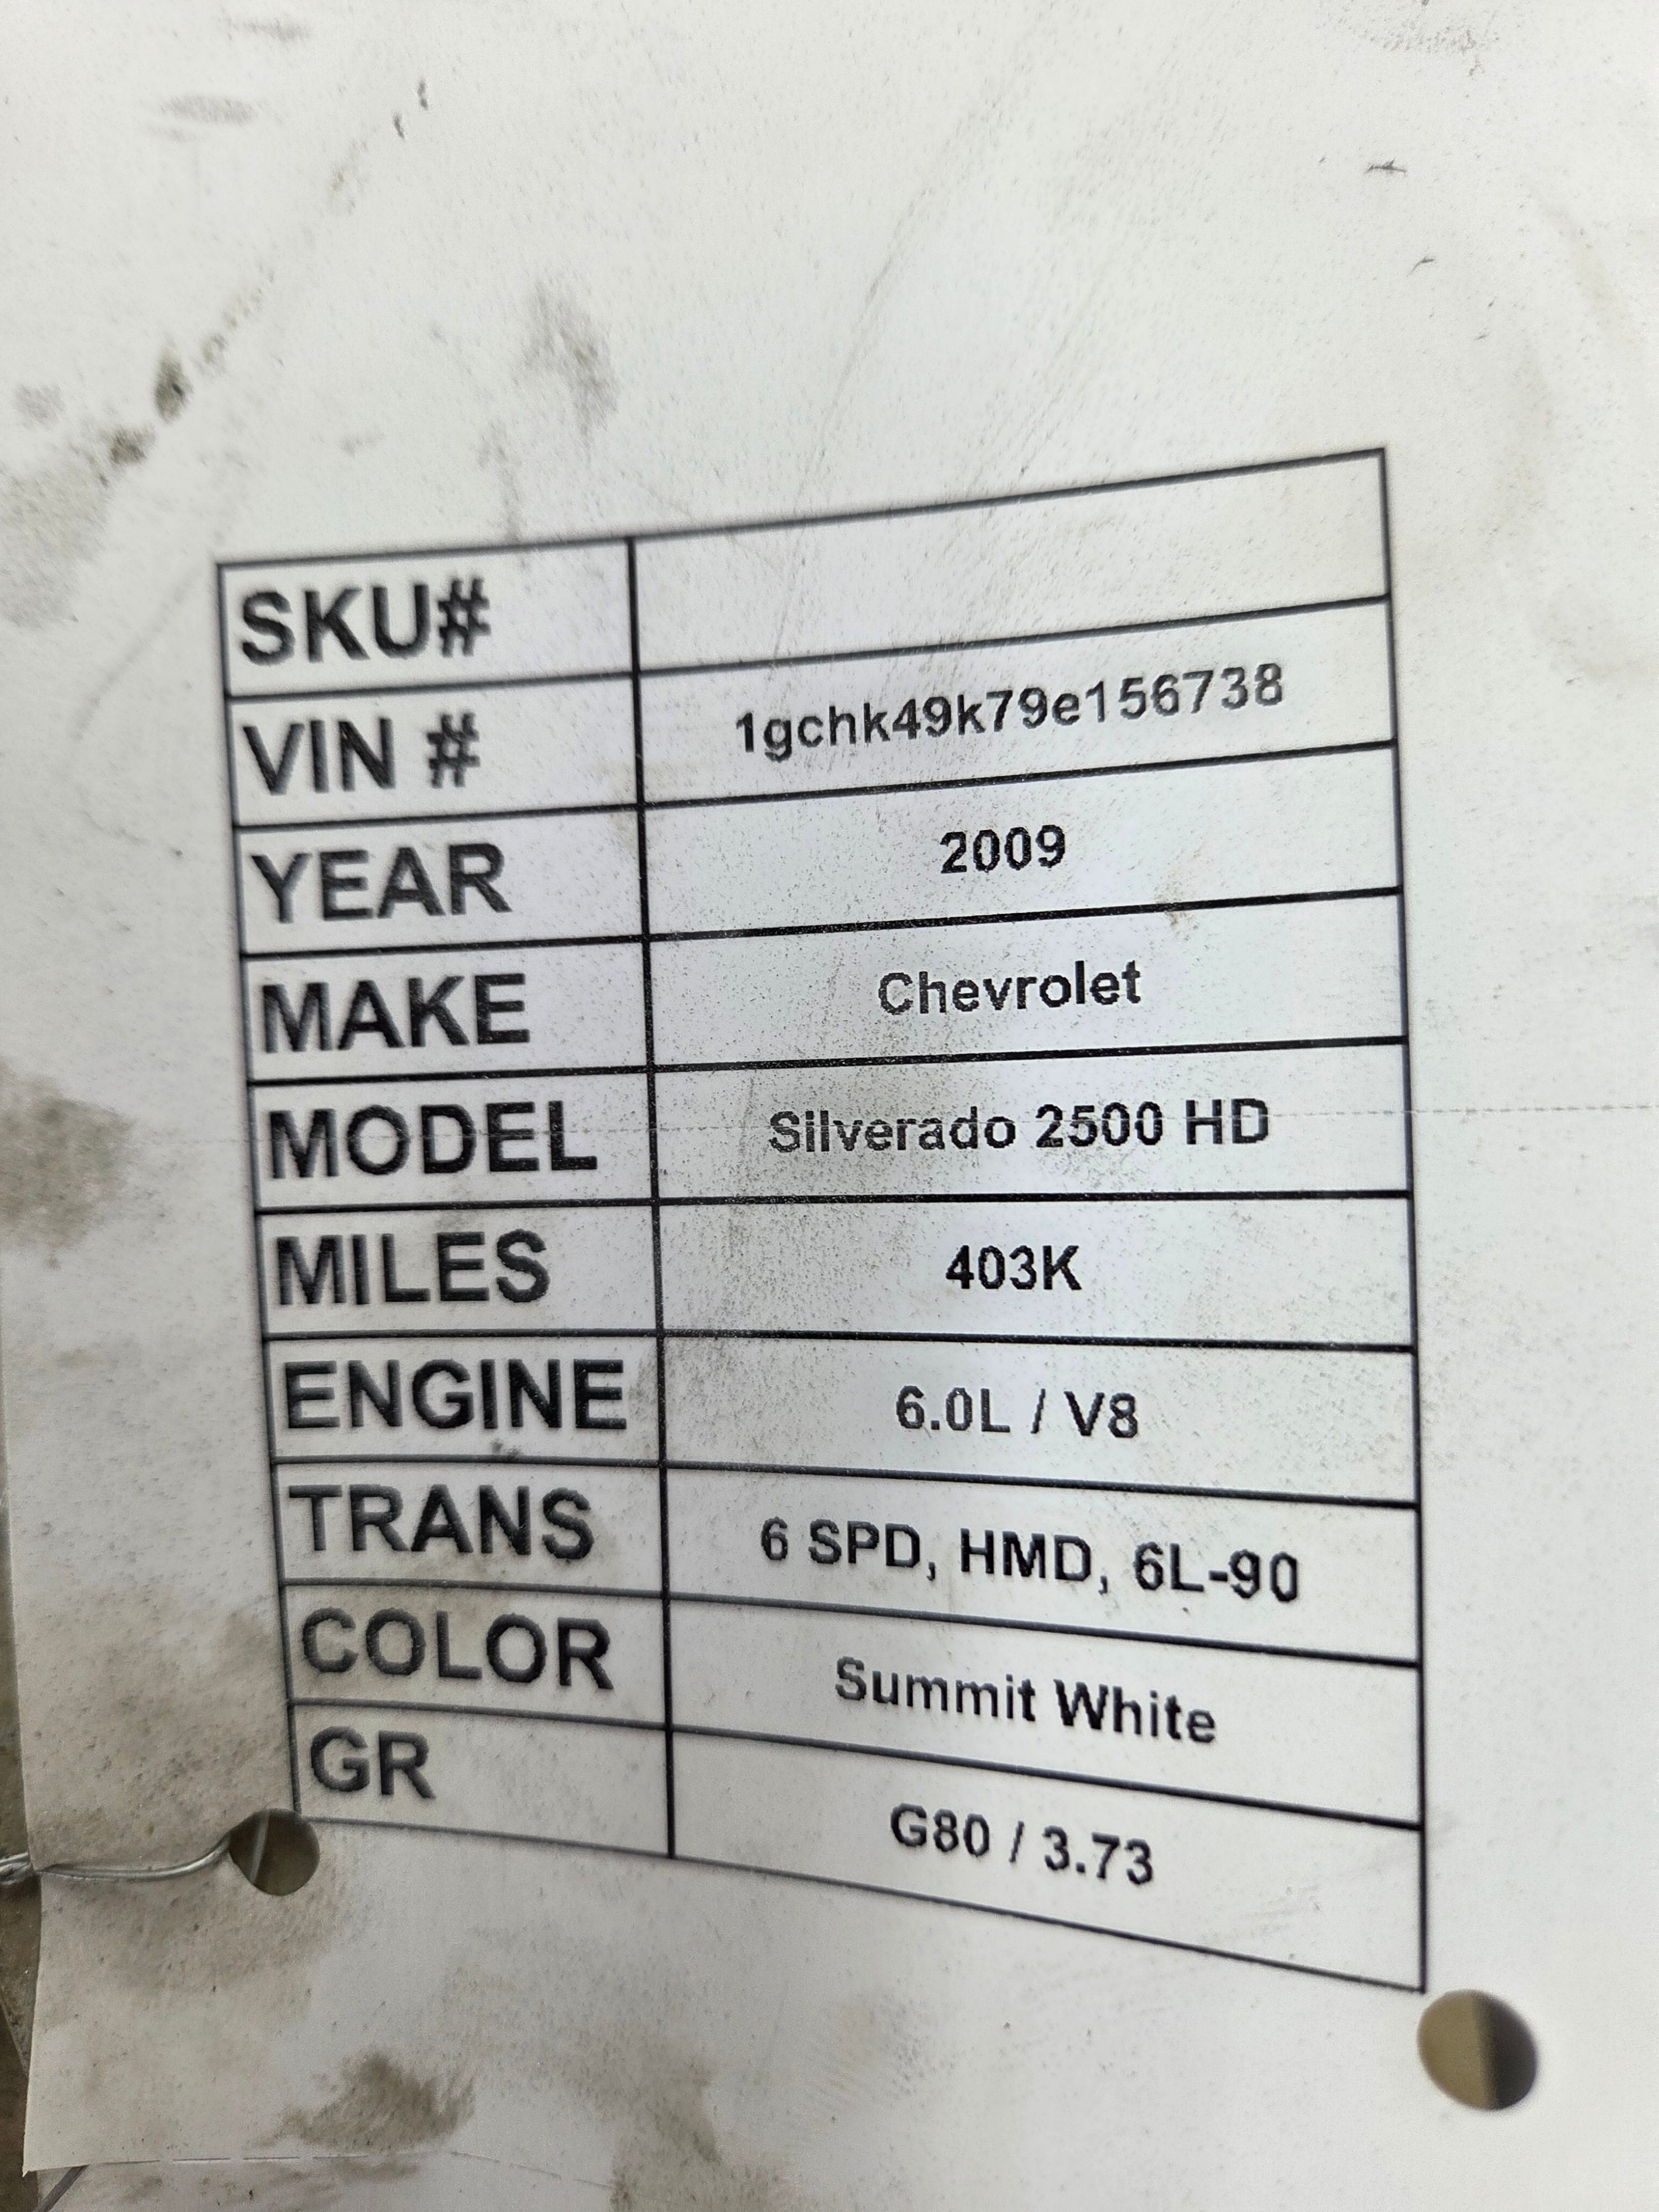 SKU#
VIN # 1gchk49k79e156738
YEAR 2009
MAKE Chevrolet
MODEL Silverado 2500 HD
MILES 403K
ENGINE 6.0L / V8
TRANS 6 SPD, HMD, 6L-90
COLOR Summit White
GR G80 / 3.73